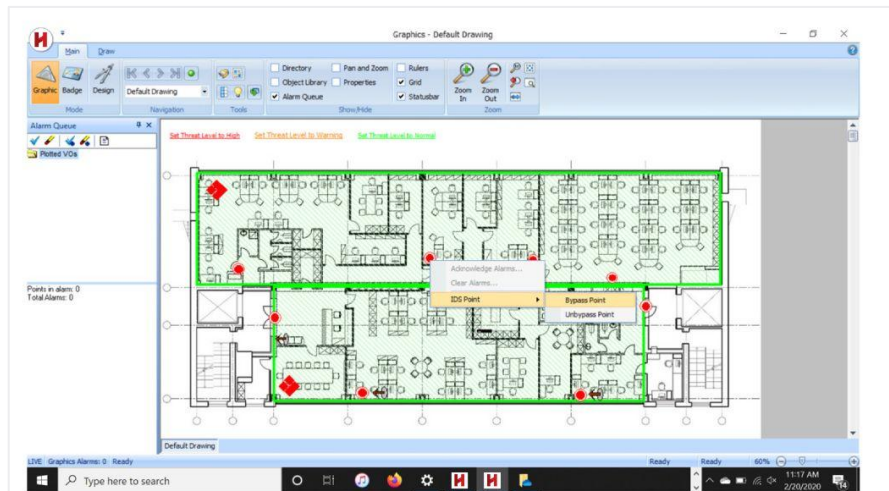 Graphics - Default Drawing
Main Draw
Graphic Badge Design
Mode
Default Drawing
Navigation
Tools
Directory Pan and Zoom Rulers
Object Library Properties Grid
Alarm Queue Statusbar
Show/Hide
Zoom In Zoom Out
Zoom
Alarm Queue
Plotted VOs
Points in alarm: 0
Total Alarms: 0
Set Threat Level to High Set Threat Level to Warning Set Threat Level to Normal
Acknowledge Alarms...
Clear Alarms...
IDS Point Bypass Point
Unbypass Point
Default Drawing
LIVE Graphics Alarms: 0 Ready Ready Ready 60%
Type here to search
11:17 AM
2/20/2020
14